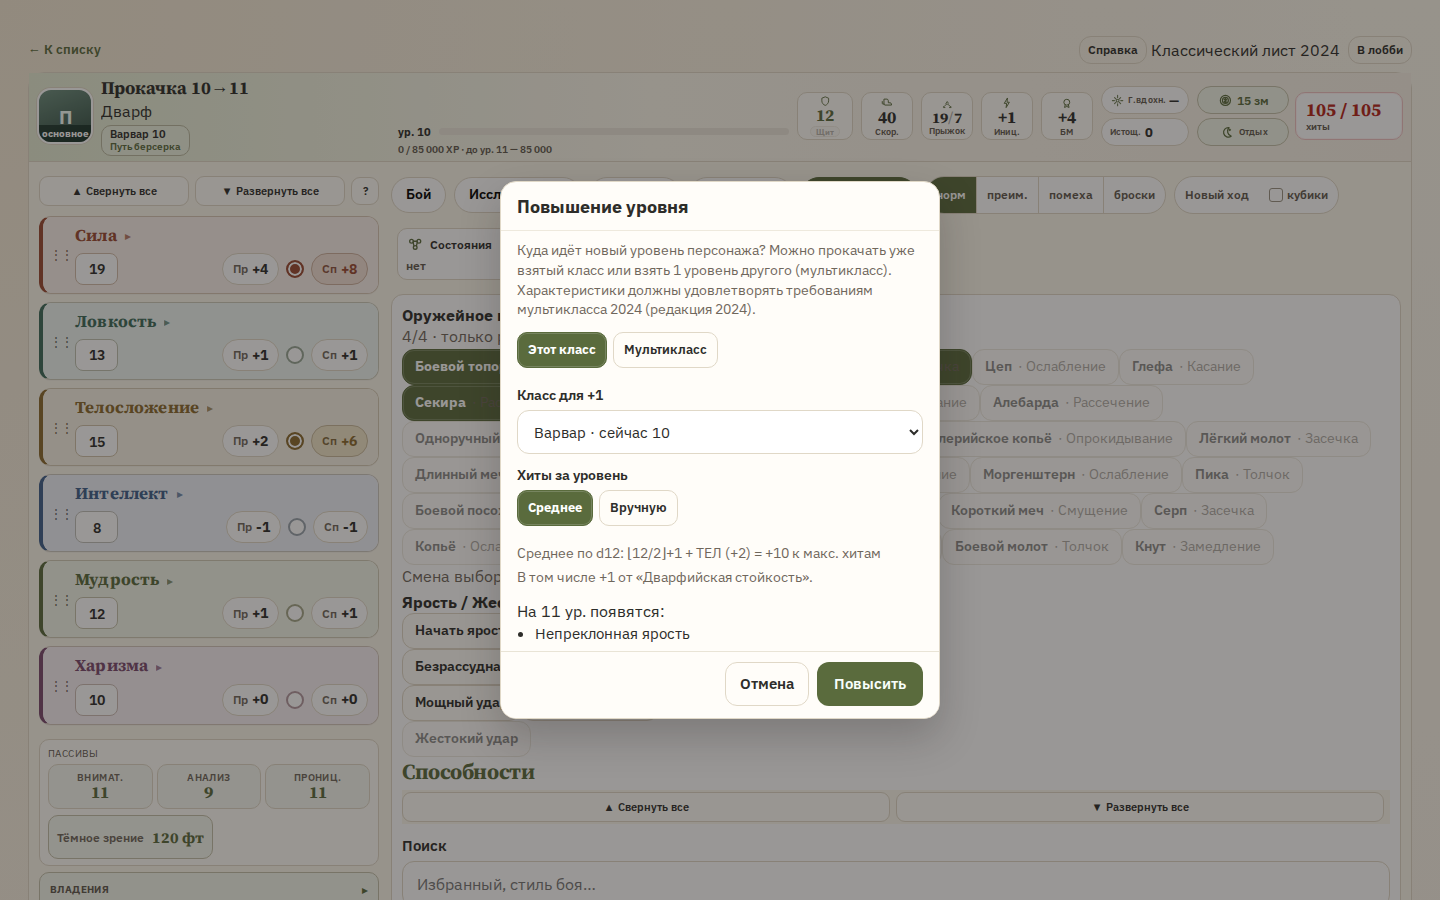 ← К списку
Справка Классический лист 2024 В лобби
П
основное
Прокачка 10→11
Дварф
Варвар 10
Путь берсерка
ур. 10
0 / 85 000 XP · до ур. 11 — 85 000
12
Щит
40
Скор.
19/7
Прыжок
+1
Иниц.
+4
БМ
Г.вдохн. —
Истощ. 0
15 зм
Отдых
105 / 105
хиты
▲ Свернуть все ▼ Развернуть все ?
Сила ▸
19 Пр +4 Сп +8
Ловкость ▸
13 Пр +1 Сп +1
Телосложение ▸
15 Пр +2 Сп +6
Интеллект ▸
8 Пр -1 Сп -1
Мудрость ▸
12 Пр +1 Сп +1
Харизма ▸
10 Пр +0 Сп +0
ПАССИВЫ
ВНИМАТ.
11
АНАЛИЗ
9
ПРОНИЦ.
11
Тёмное зрение 120 фт
ВЛАДЕНИЯ ▸
Бой
преим. помеха броски Новый ход кубики
Состояния
нет
Оружейное
4/4 · только
Цеп · Ослабление Глефа · Касание
Секира Алебарда · Рассечение
Одноручный копьё · Опрокидывание Лёгкий молот · Засечка
Длинный Моргенштерн · Ослабление Пика · Толчок
Боевой Короткий меч · Смущение Серп · Засечка
Копьё Боевой молот · Толчок Кнут · Замедление
Смена
Ярость /
Начать
Мощный
Жестокий удар
Способности
▲ Свернуть все ▼ Развернуть все
Поиск
Избранный, стиль боя...
Повышение уровня
Куда идёт новый уровень персонажа? Можно прокачать уже
взятый класс или взять 1 уровень другого (мультикласс).
Характеристики должны удовлетворять требованиям
мультикласса 2024 (редакция 2024).
Этот класс Мультикласс
Класс для +1
Варвар · сейчас 10
Хиты за уровень
Среднее Вручную
Среднее по d12: ⌊12/2⌋+1 + ТЕЛ (+2) = +10 к макс. хитам
В том числе +1 от «Дварфийская стойкость».
На 11 ур. появятся:
• Непреклонная ярость
Отмена Повысить